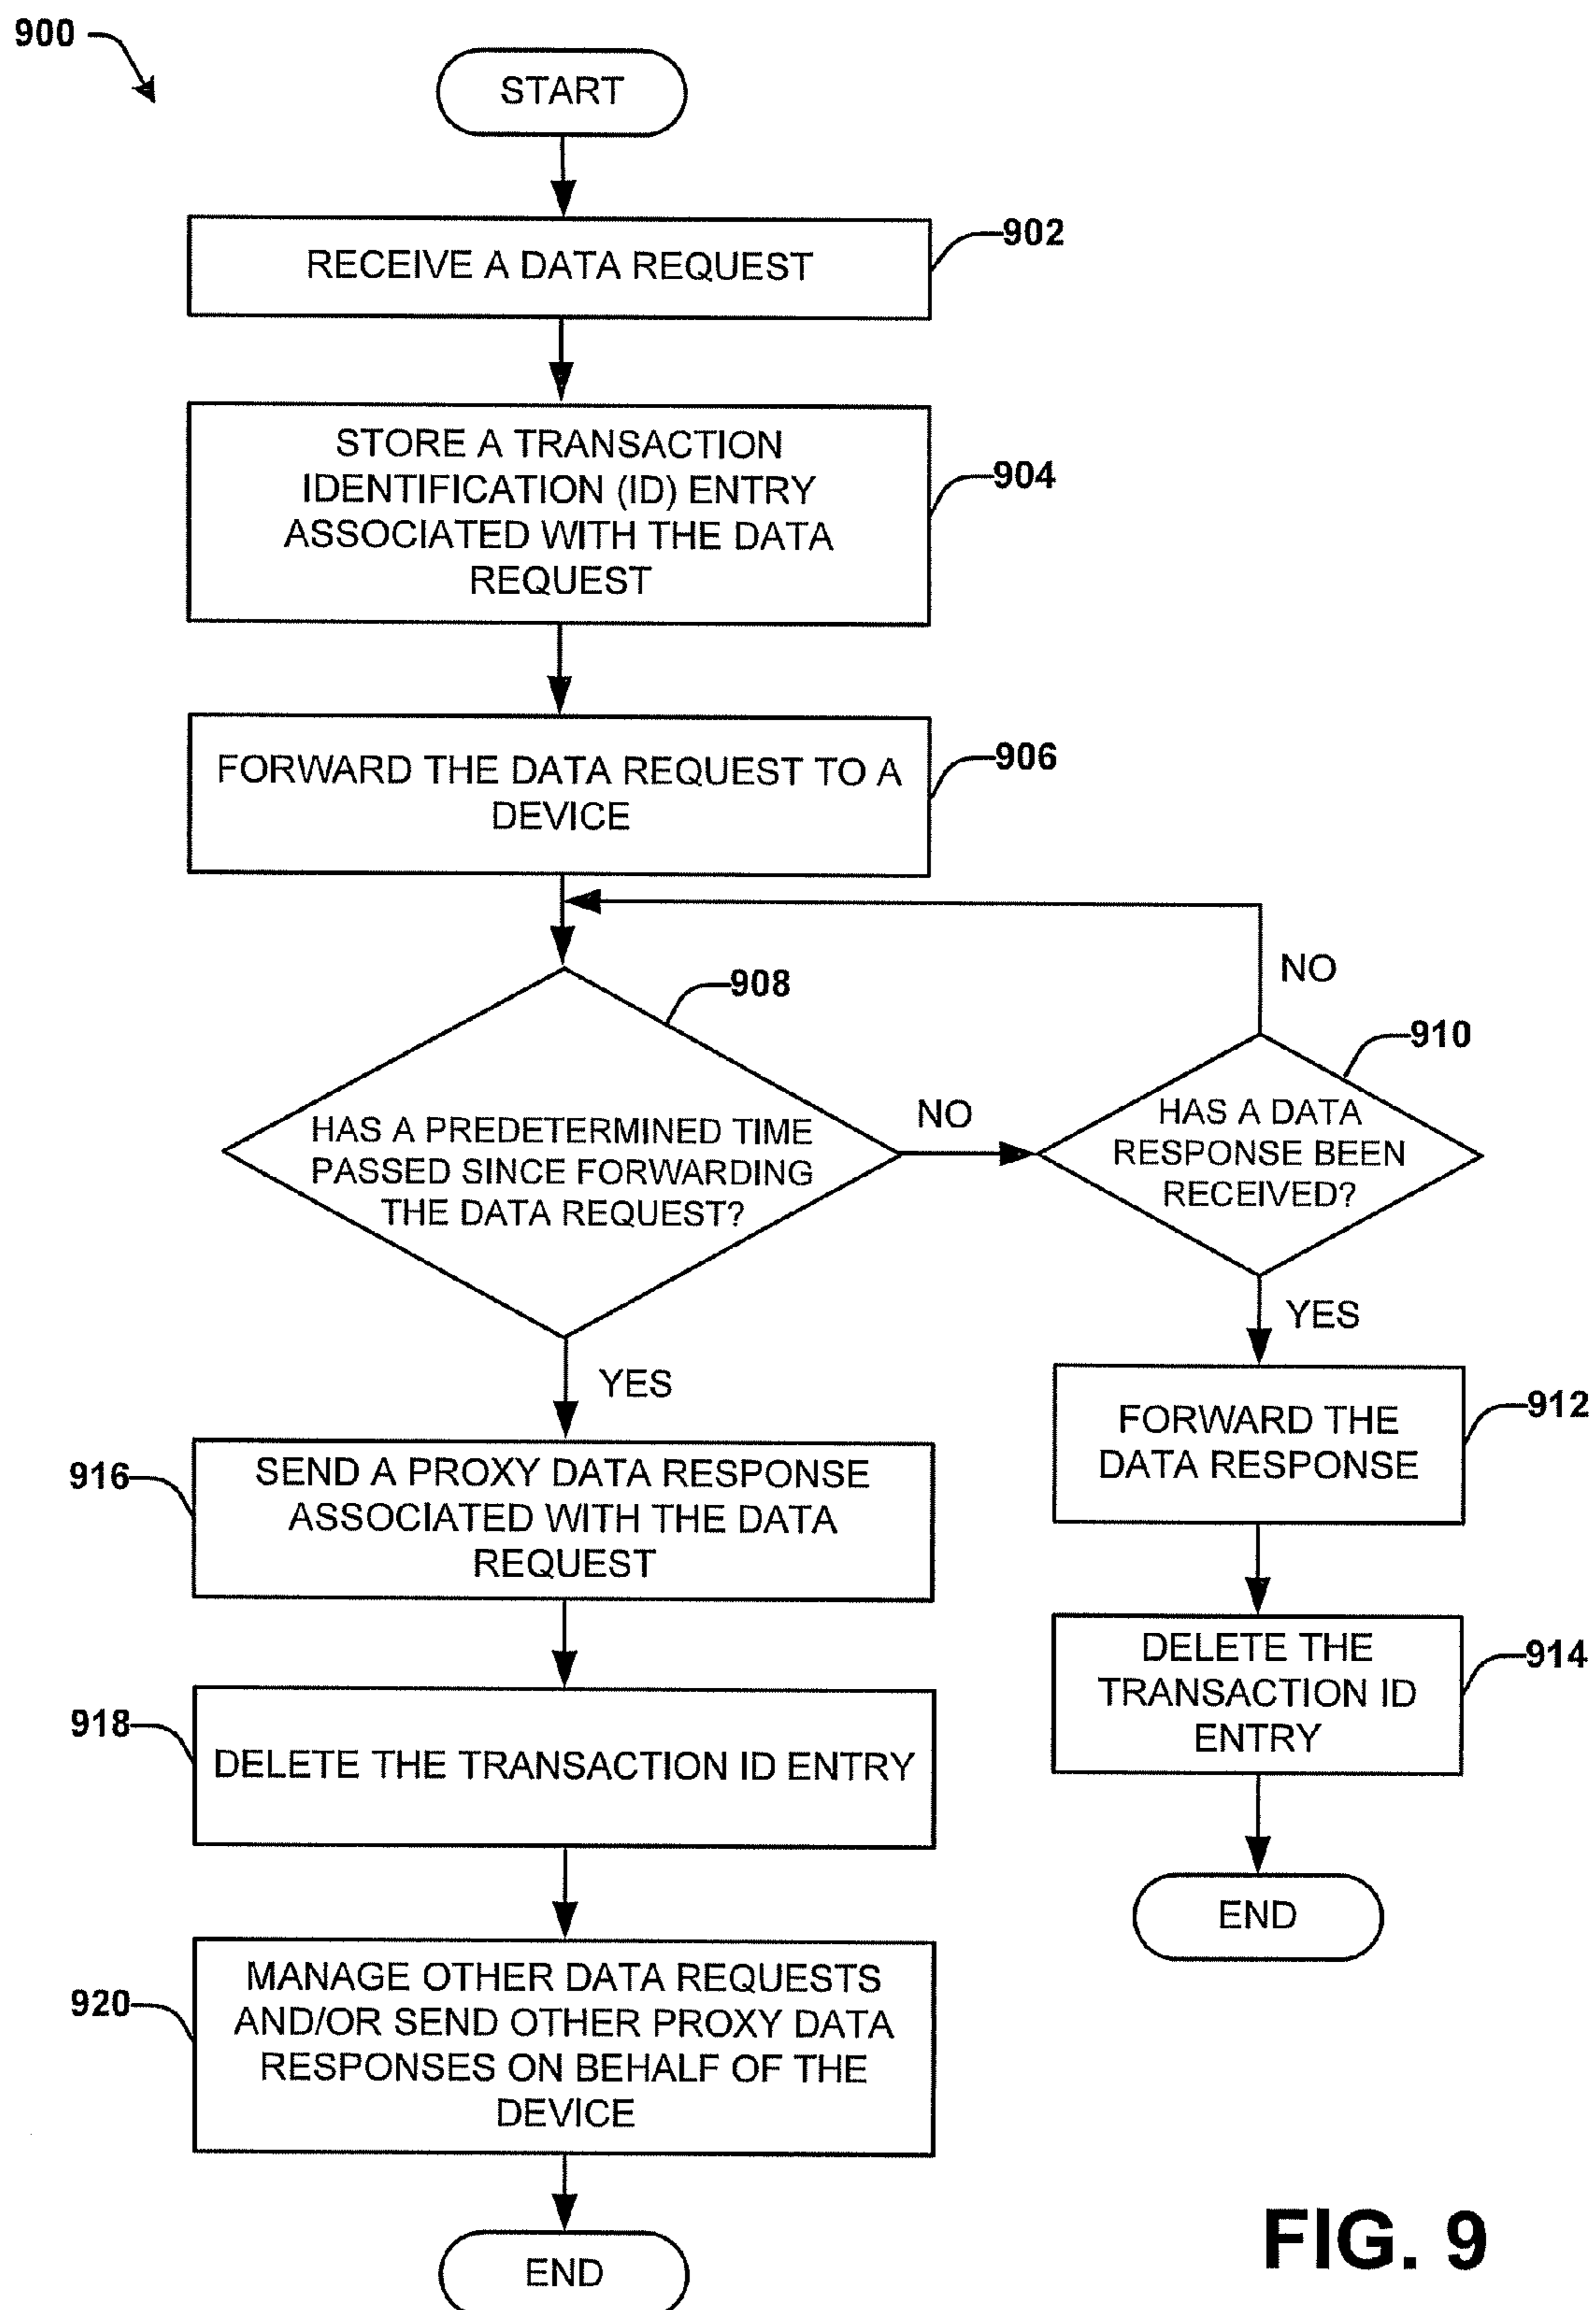 900
START
RECEIVE A DATA REQUEST
902
STORE A TRANSACTION
IDENTIFICATION (ID) ENTRY
ASSOCIATED WITH THE DATA
REQUEST
904
FORWARD THE DATA REQUEST TO A
DEVICE
906
908
HAS A PREDETERMINED TIME
PASSED SINCE FORWARDING
THE DATA REQUEST?
NO
NO
910
HAS A DATA
RESPONSE BEEN
RECEIVED?
YES
YES
FORWARD THE
DATA RESPONSE
912
916
SEND A PROXY DATA RESPONSE
ASSOCIATED WITH THE DATA
REQUEST
DELETE THE
TRANSACTION ID
ENTRY
914
918
DELETE THE TRANSACTION ID ENTRY
END
920
MANAGE OTHER DATA REQUESTS
AND/OR SEND OTHER PROXY DATA
RESPONSES ON BEHALF OF THE
DEVICE
END
FIG. 9